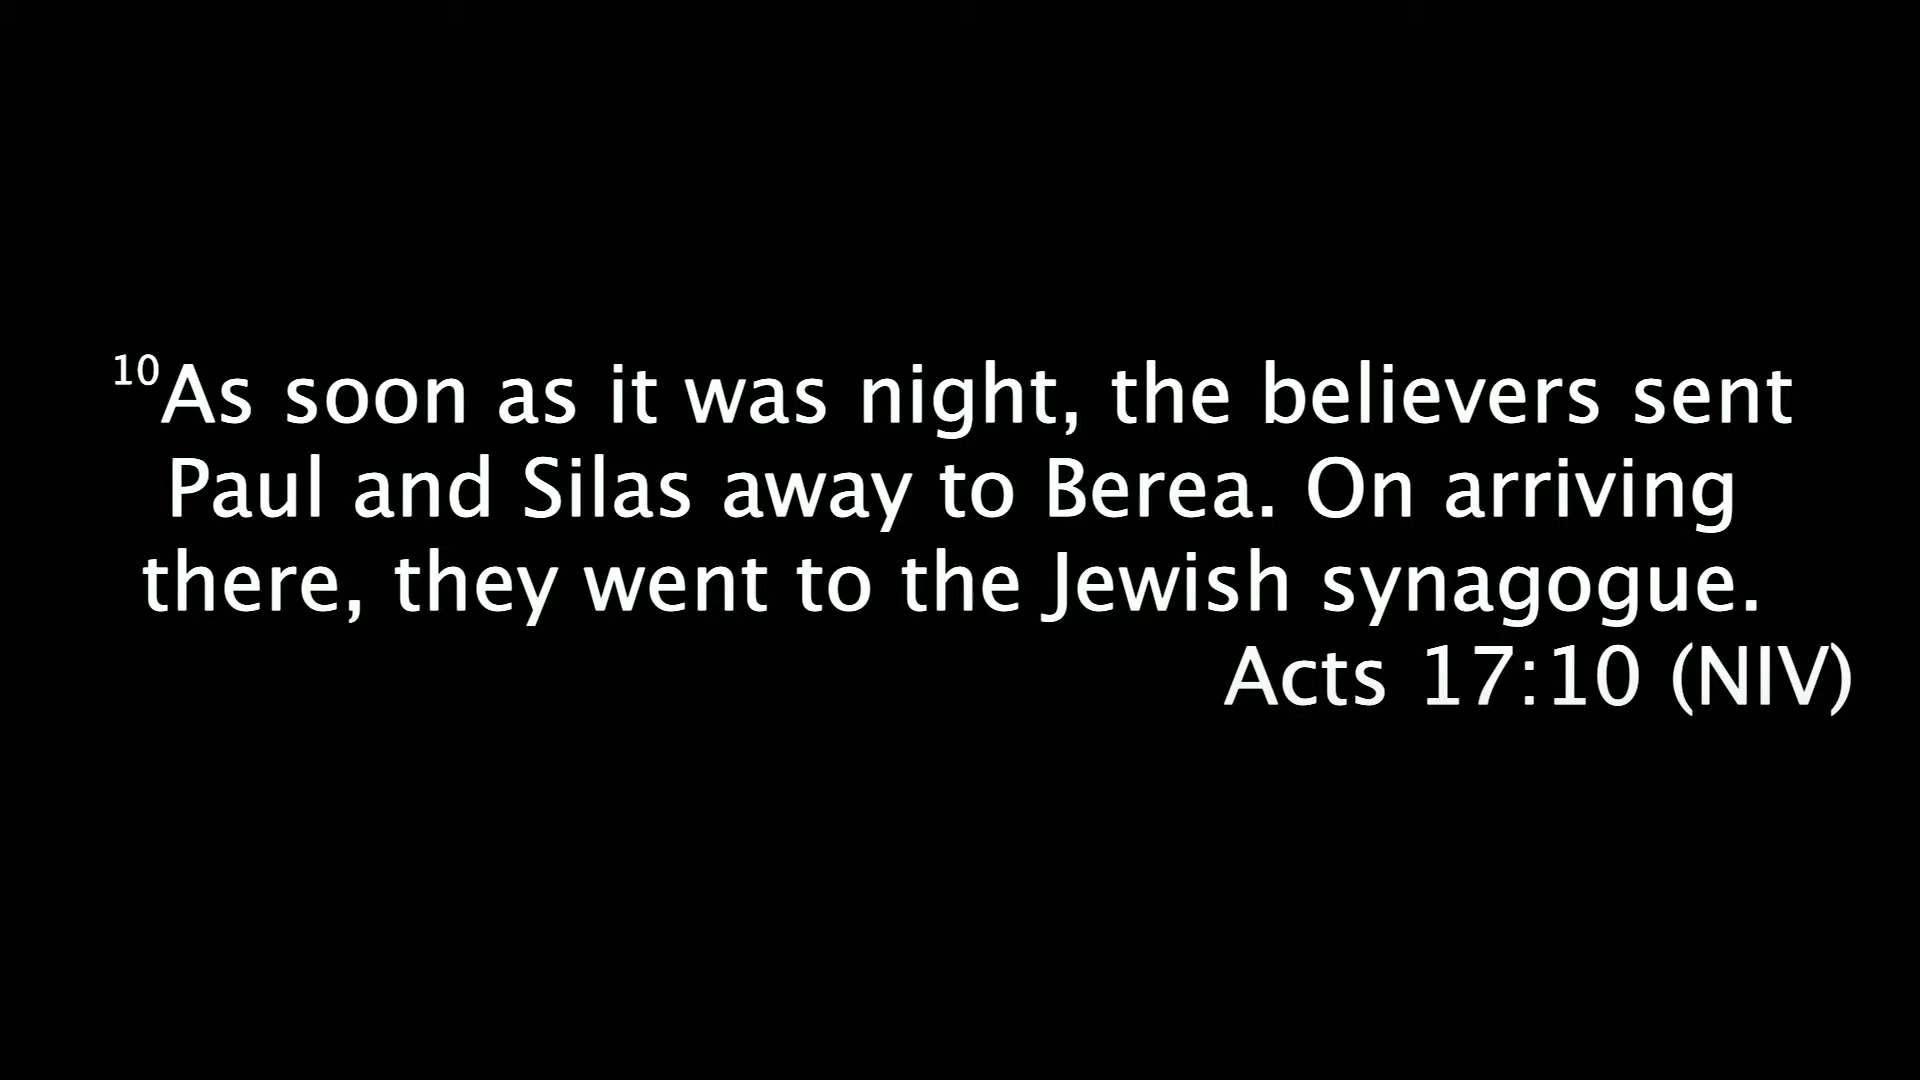 ¹⁰As soon as it was night, the believers sent
Paul and Silas away to Berea. On arriving
there, they went to the Jewish synagogue.
Acts 17:10 (NIV)